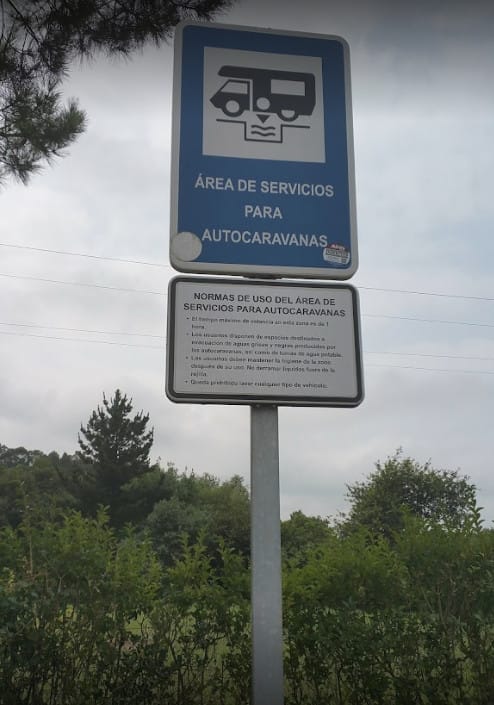 ÁREA DE SERVICIOS
PARA
AUTOCARAVANAS
NORMAS DE USO DEL ÁREA DE
SERVICIOS PARA AUTOCARAVANAS
• El tiempo máximo de estancia en esta zona es de 1
hora.
• Los usuarios disponen de espacios destinados a
evacuación de aguas grises y negras producidas por
las autocaravanas, así como de tomas de agua potable.
• Los usuarios deben mantener la higiene de la zona
después de su uso. No derramar líquidos fuera de la
rejilla.
• Queda prohibido lavar cualquier tipo de vehículo.